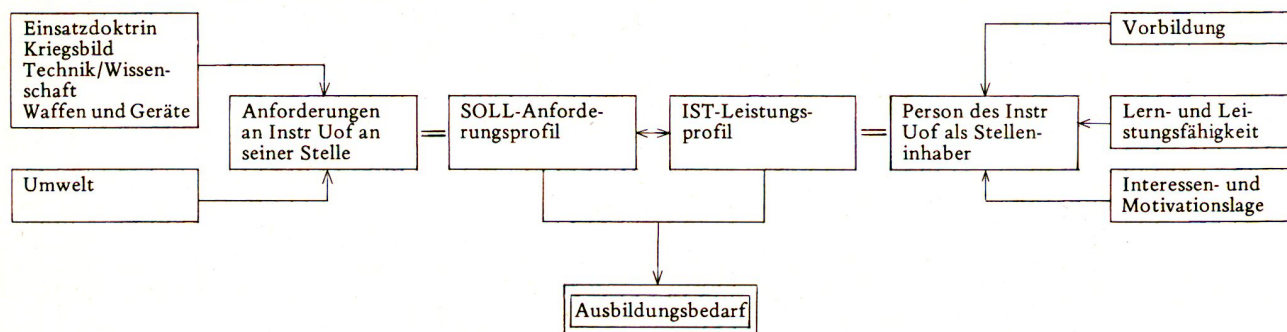 Einsatzdoktrin
Kriegsbild
Technik/Wissen-
schaft
Waffen und Geräte
Umwelt
Anforderungen
an Instr Uof an
seiner Stelle
=
SOLL-Anforde-
rungsprofil
IST-Leistungs-
profil
=
Person des Instr
Uof als Stellen-
inhaber
Vorbildung
Lern- und Lei-
stungsfähigkeit
Interessen- und
Motivationslage
Ausbildungsbedarf